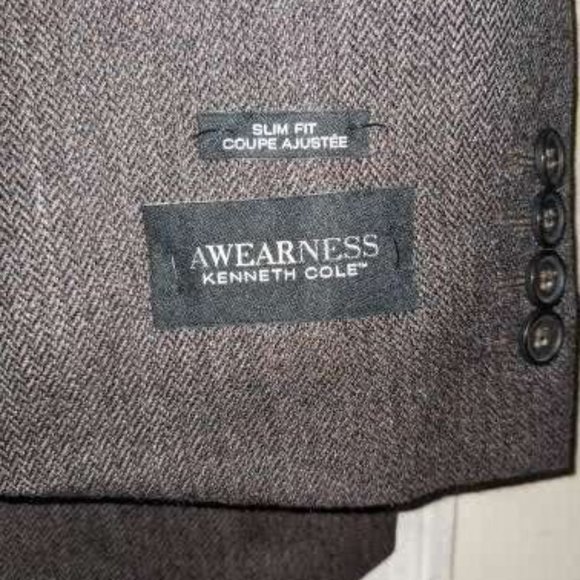 SLIM FIT
COUPE AJUSTÉE
AWEARNESS
KENNETH COLE™